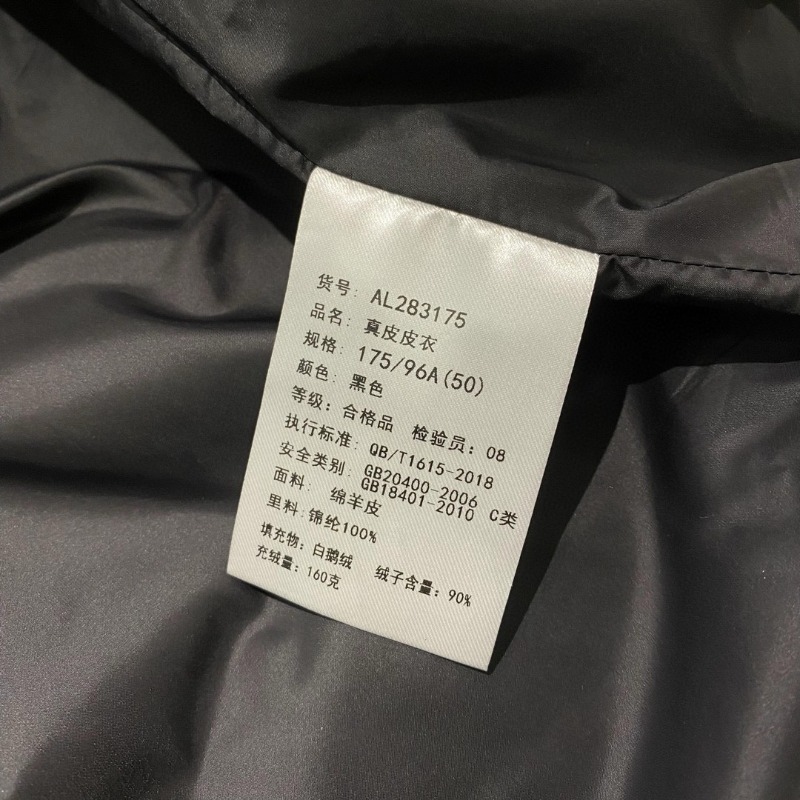 货号: AL283175
品名: 真皮皮衣
规格: 175/96A(50)
颜色: 黑色
等级: 合格品 检验员: 08
执行标准: QB/T1615-2018
安全类别: GB20400-2006
GB18401-2010 C类
面料: 绵羊皮
里料: 锦纶100%
填充物: 白鹅绒 绒子含量: 90%
充绒量: 160克